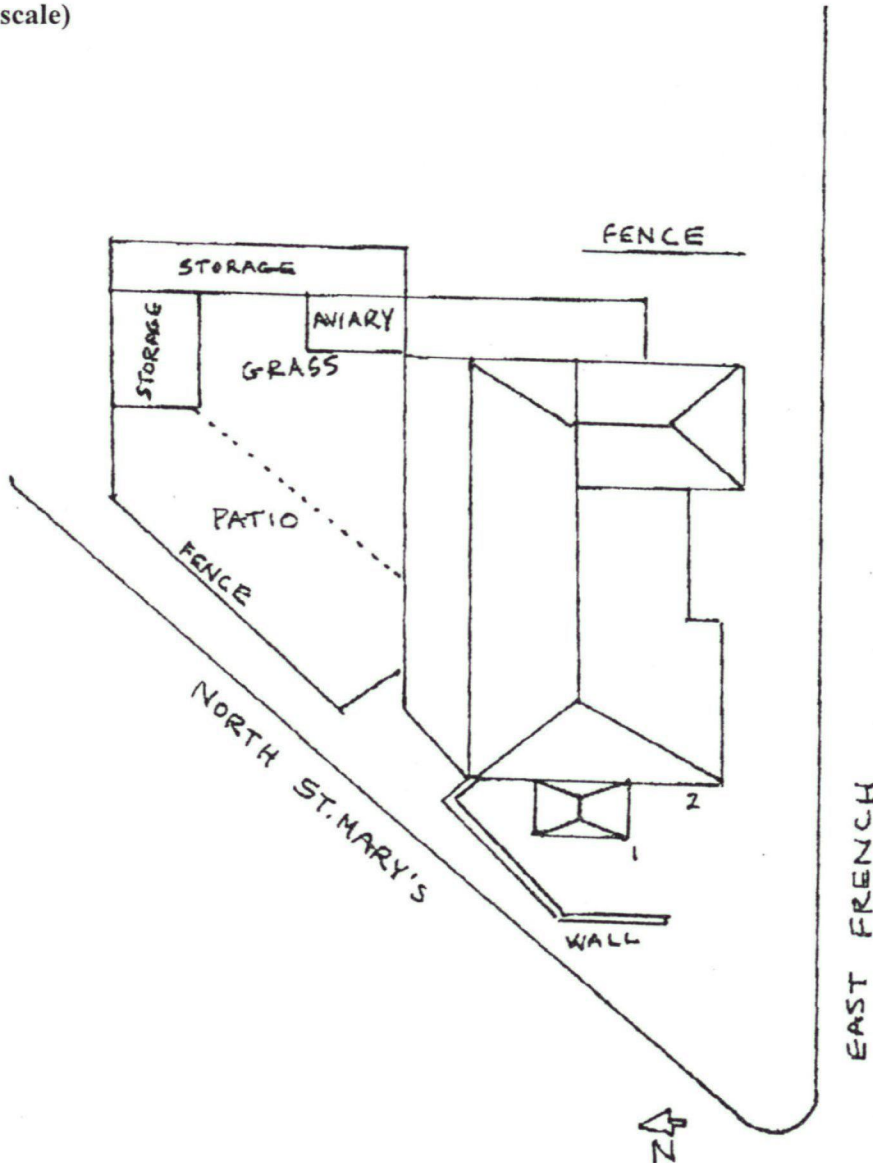 scale)
FENCE
STORAGE
STORAGE
AVIARY
GRASS
PATIO
FENCE
NORTH ST. MARY'S
2
1
WALL
EAST FRENCH
N